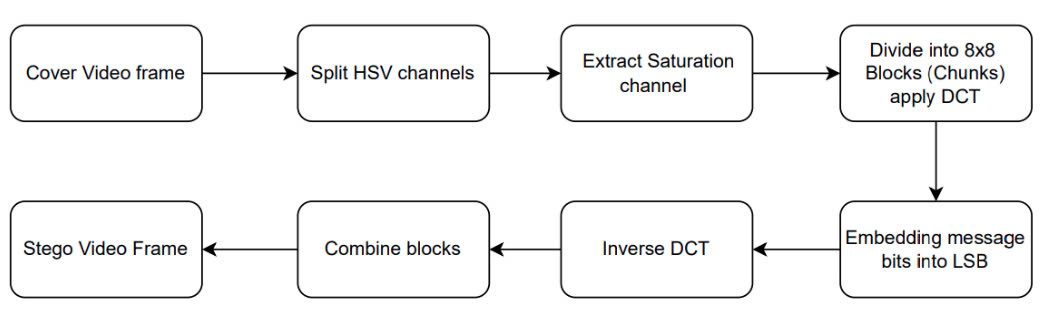 Cover Video frame
Split HSV channels
Extract Saturation
channel
Divide into 8x8
Blocks (Chunks)
apply DCT
Embedding message
bits into LSB
Inverse DCT
Combine blocks
Stego Video Frame